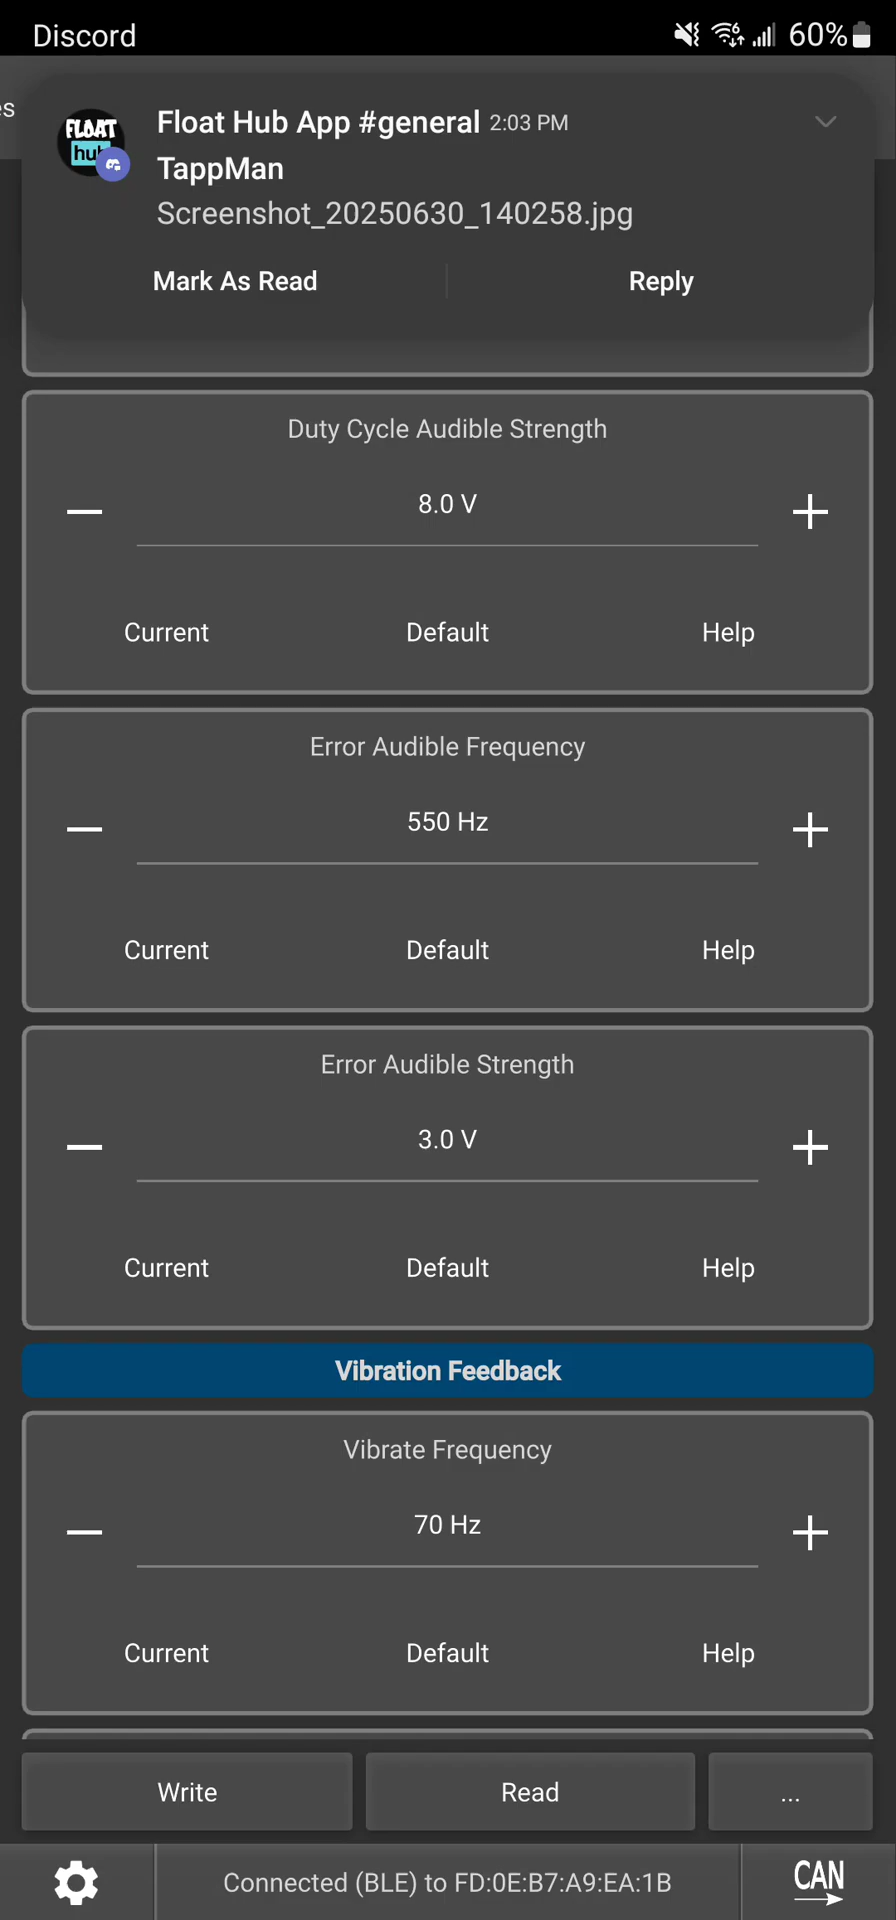 Discord
60%
es
FLOAT
hub
Float Hub App #general 2:03 PM
TappMan
Screenshot_20250630_140258.jpg
Mark As Read
Reply
Duty Cycle Audible Strength
8.0 V
Current Default Help
Error Audible Frequency
550 Hz
Current Default Help
Error Audible Strength
3.0 V
Current Default Help
Vibration Feedback
Vibrate Frequency
70 Hz
Current Default Help
Write Read ...
Connected (BLE) to FD:0E:B7:A9:EA:1B
CAN